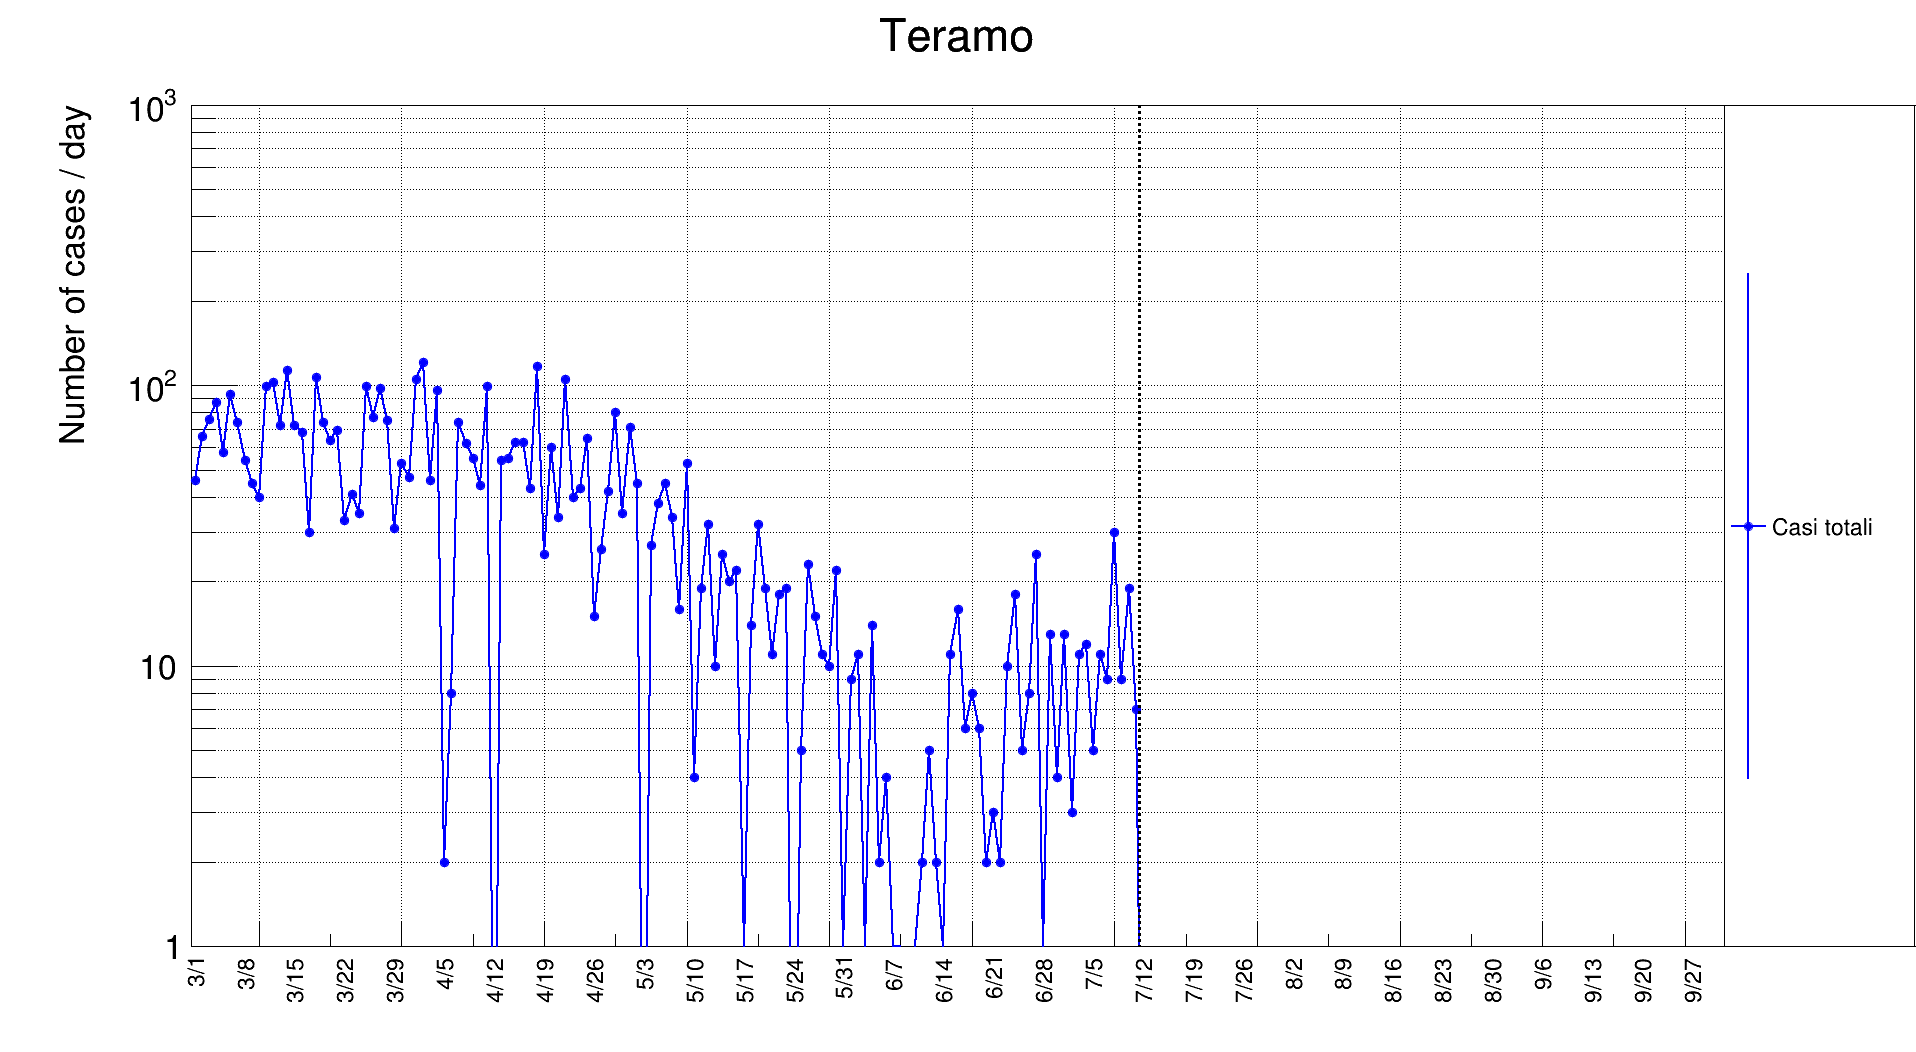 Teramo
Number of cases / day
10³
10²
10
1
3/1 3/8 3/15 3/22 3/29 4/5 4/12 4/19 4/26 5/3 5/10 5/17 5/24 5/31 6/7 6/14 6/21 6/28 7/5 7/12 7/19 7/26 8/2 8/9 8/16 8/23 8/30 9/6 9/13 9/20 9/27
Casi totali